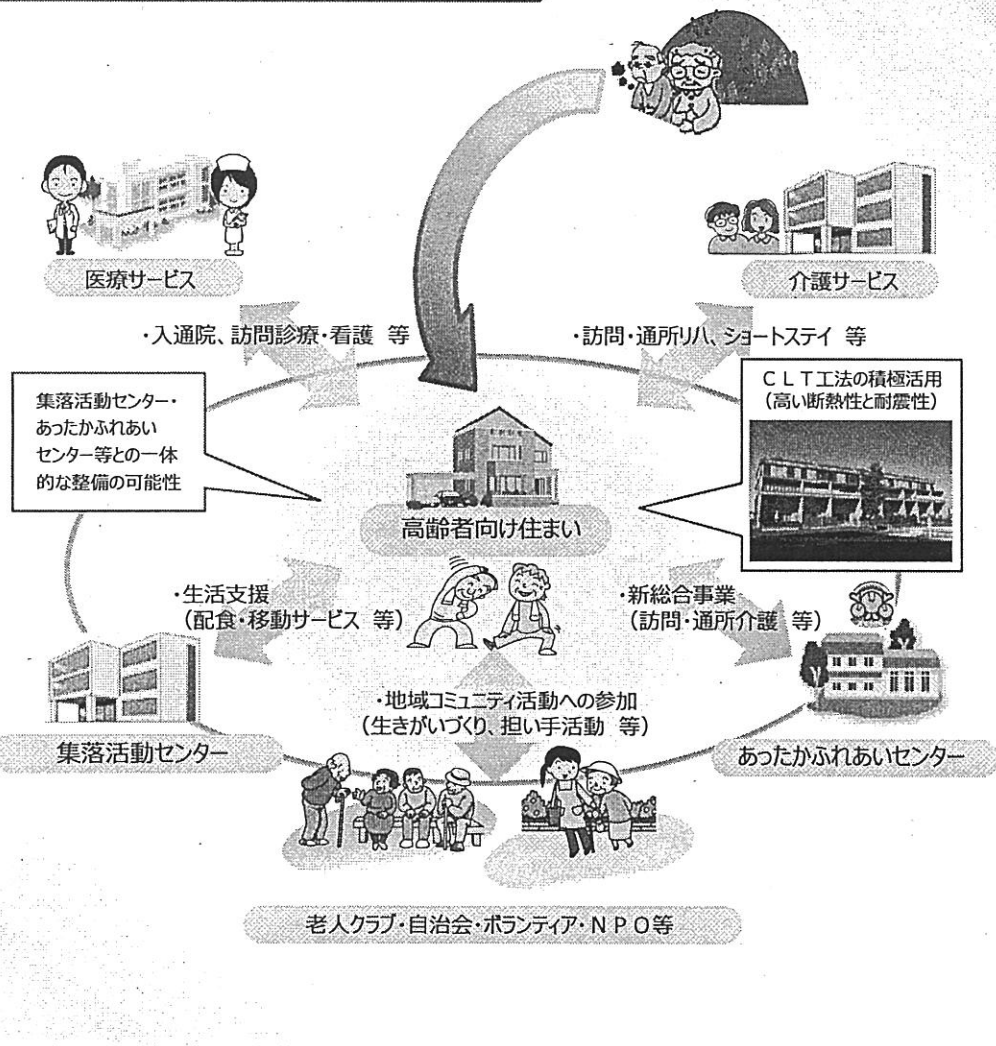 医療サービス
介護サービス
・入通院、訪問診療・看護 等
・訪問・通所リハ、ショートステイ 等
集落活動センター・
あったかふれあい
センター等との一体
的な整備の可能性
CLT工法の積極活用
(高い断熱性と耐震性)
高齢者向け住まい
・生活支援
(配食・移動サービス 等)
・新総合事業
(訪問・通所介護 等)
・地域コミュニティ活動への参加
(生きがいづくり、担い手活動 等)
集落活動センター
あったかふれあいセンター
老人クラブ・自治会・ボランティア・NPO等